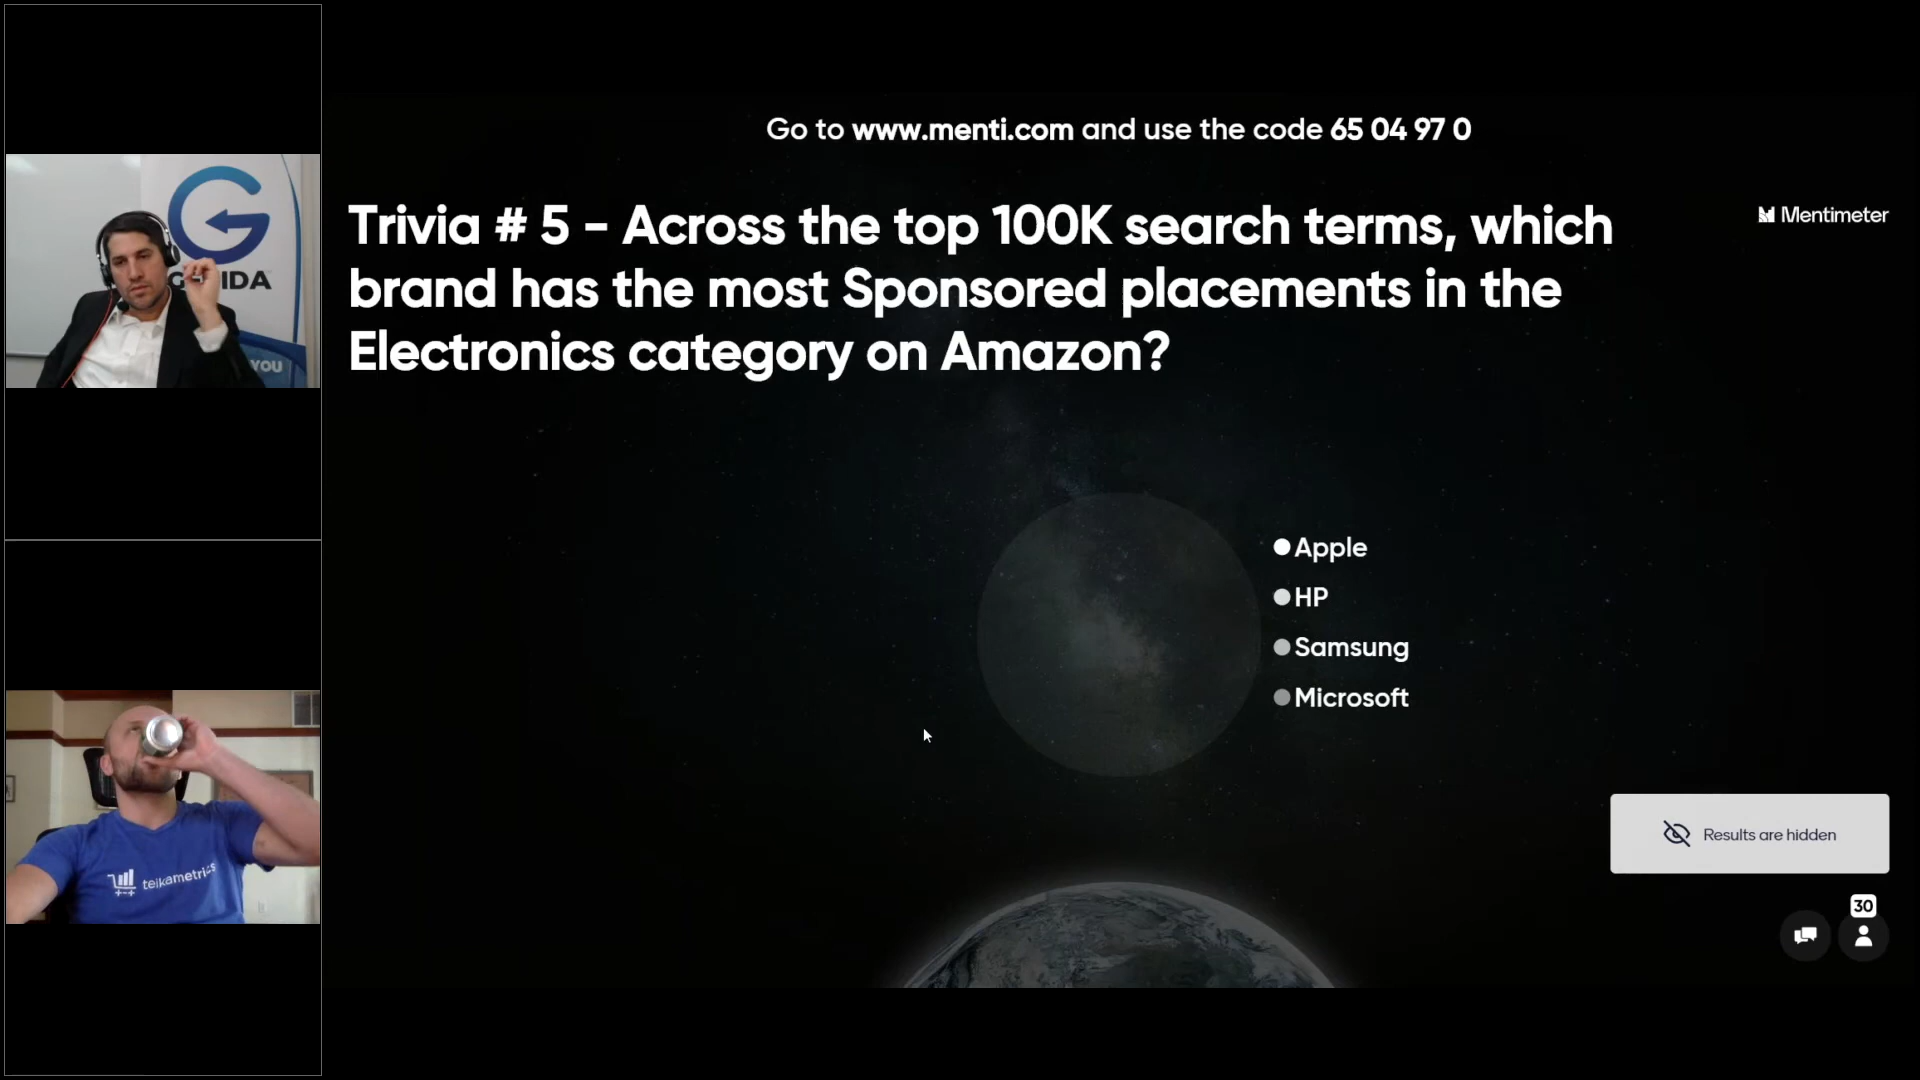 Go to www.menti.com and use the code 65 04 97 0
Trivia # 5 - Across the top 100K search terms, which
brand has the most Sponsored placements in the
Electronics category on Amazon?
Mentimeter
Apple
HP
Samsung
Microsoft
Results are hidden
30
YOU
teikametrics